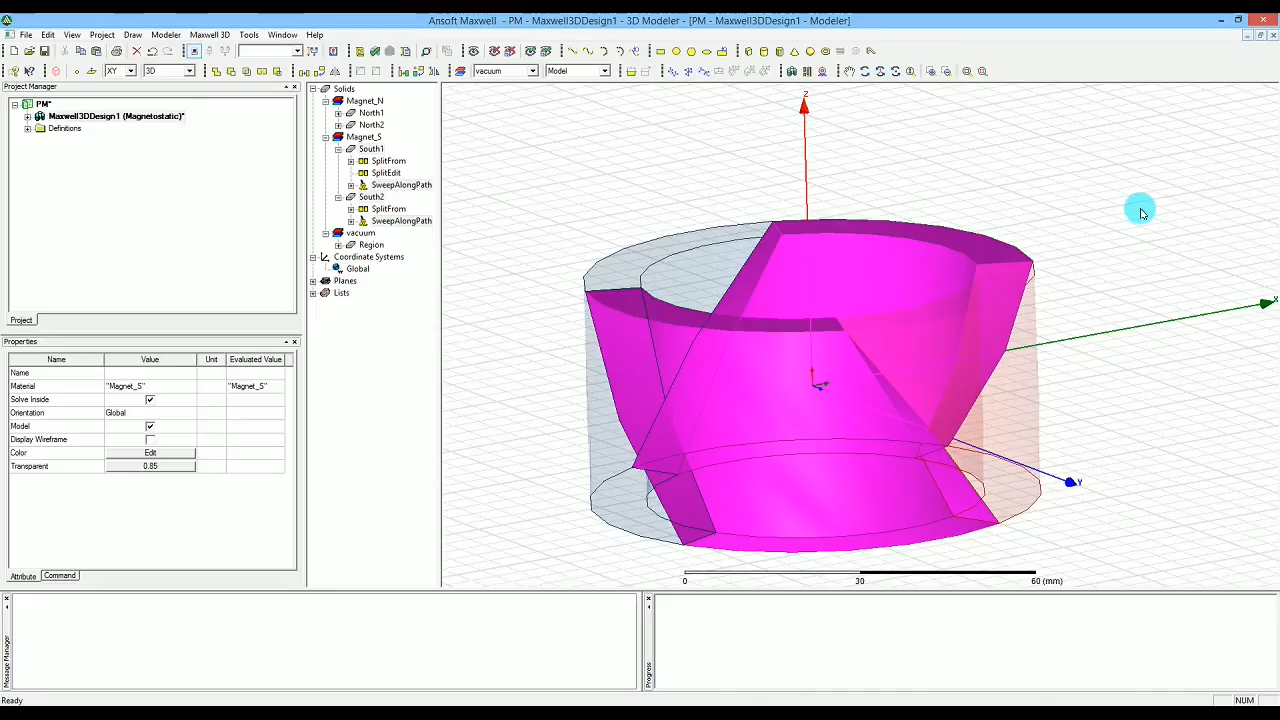 Ansoft Maxwell - PM - Maxwell3DDesign1 - 3D Modeler - [PM - Maxwell3DDesign1 - Modeler]
File Edit View Project Draw Modeler Maxwell 3D Tools Window Help
XY 3D vacuum Model
Project Manager
PM*
Maxwell3DDesign1 (Magnetostatic)*
Definitions
Project
Properties
Name Value Unit Evaluated Value
Name
Material "Magnet_S" "Magnet_S"
Solve Inside
Orientation Global
Model
Display Wireframe
Color Edit
Transparent 0.85
Attribute Command
Solids
Magnet_N
North1
North2
Magnet_S
South1
SplitFrom
SplitEdit
SweepAlongPath
South2
SplitFrom
SweepAlongPath
vacuum
Region
Coordinate Systems
Global
Planes
Lists
Z
X
Y
0 30 60 (mm)
Message Manager
Progress
Ready
NUM